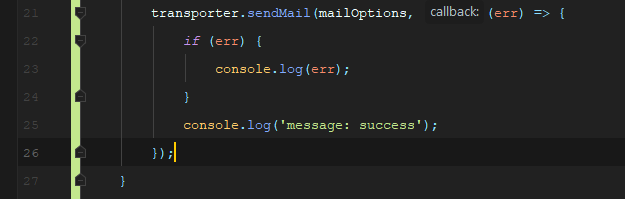 21 transporter.sendMail(mailOptions, callback: (err) => {
22 if (err) {
23 console.log(err);
24 }
25 console.log('message: success');
26 });
27 }